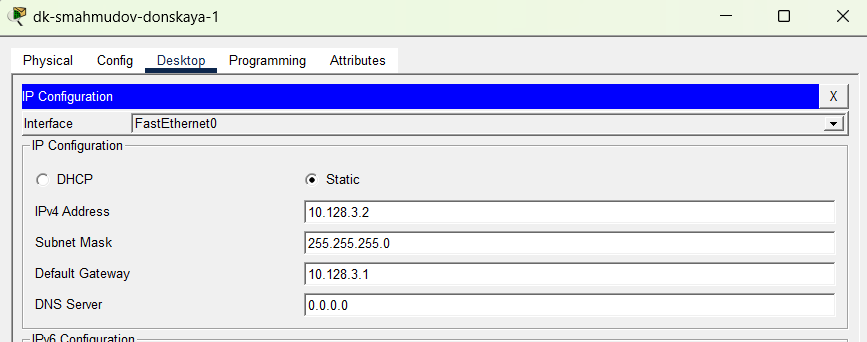 dk-smahmudov-donskaya-1
Physical Config Desktop Programming Attributes
IP Configuration X
Interface FastEthernet0
IP Configuration
DHCP Static
IPv4 Address 10.128.3.2
Subnet Mask 255.255.255.0
Default Gateway 10.128.3.1
DNS Server 0.0.0.0
IPv6 Configuration